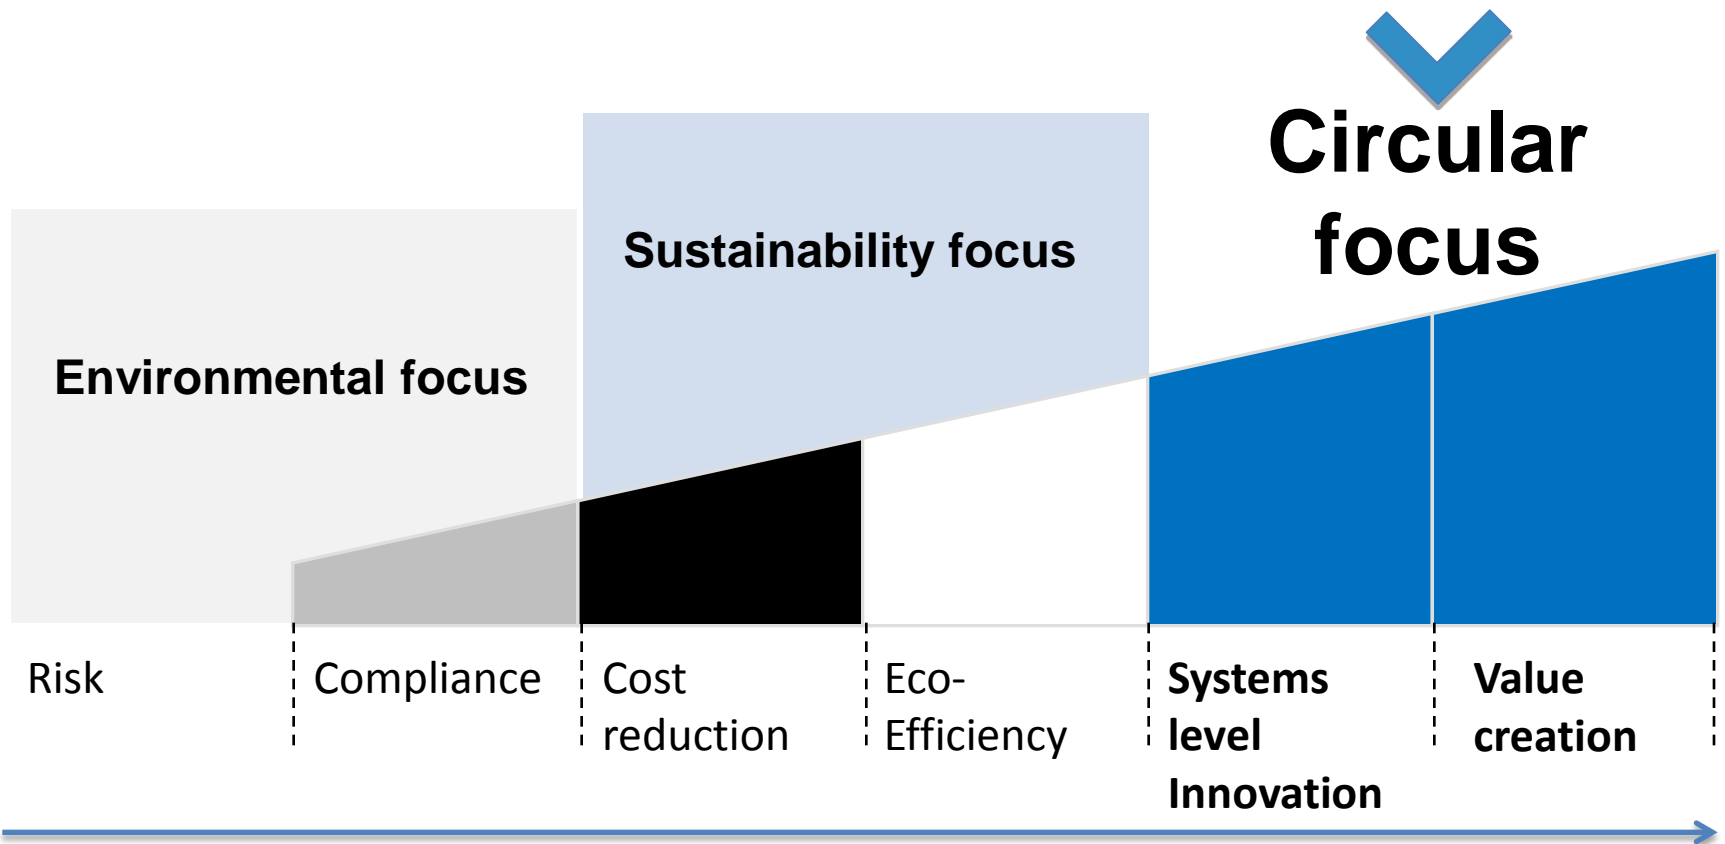 Circular
focus
Sustainability focus
Environmental focus
Risk
Compliance
Cost
reduction
Eco-
Efficiency
Systems
level
Innovation
Value
creation